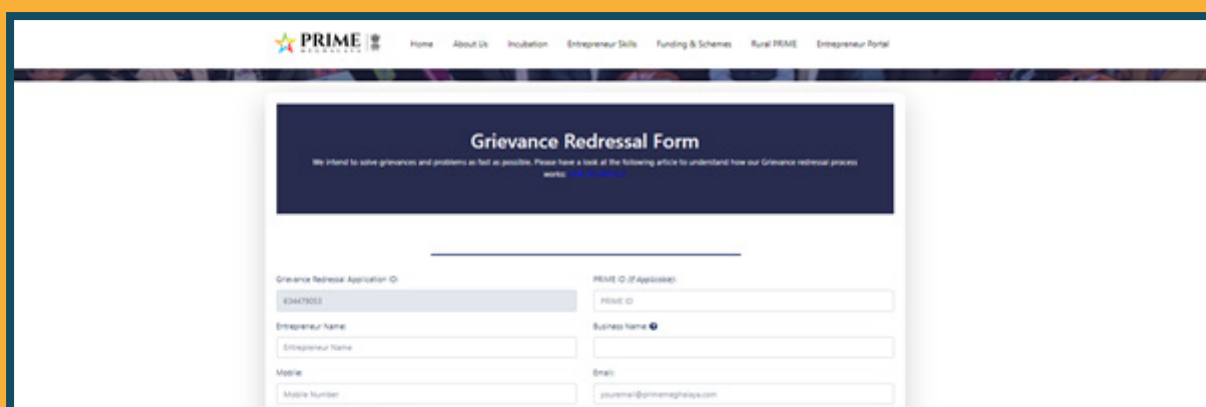 PRIME
MEGHALAYA
Home About Us Incubation Entrepreneur Skills Funding & Schemes Rural PRIME Entrepreneur Portal
Grievance Redressal Form
We intend to solve grievances and problems as fast as possible. Please have a look at the following article to understand how our Grievance redressal process
works:
Grievance Redressal Application ID: PRIME ID (If Applicable):
634479053 PRIME ID
Entrepreneur Name: Business Name
Entrepreneur Name
Mobile: Email:
Mobile Number youremail@primemeghalaya.com